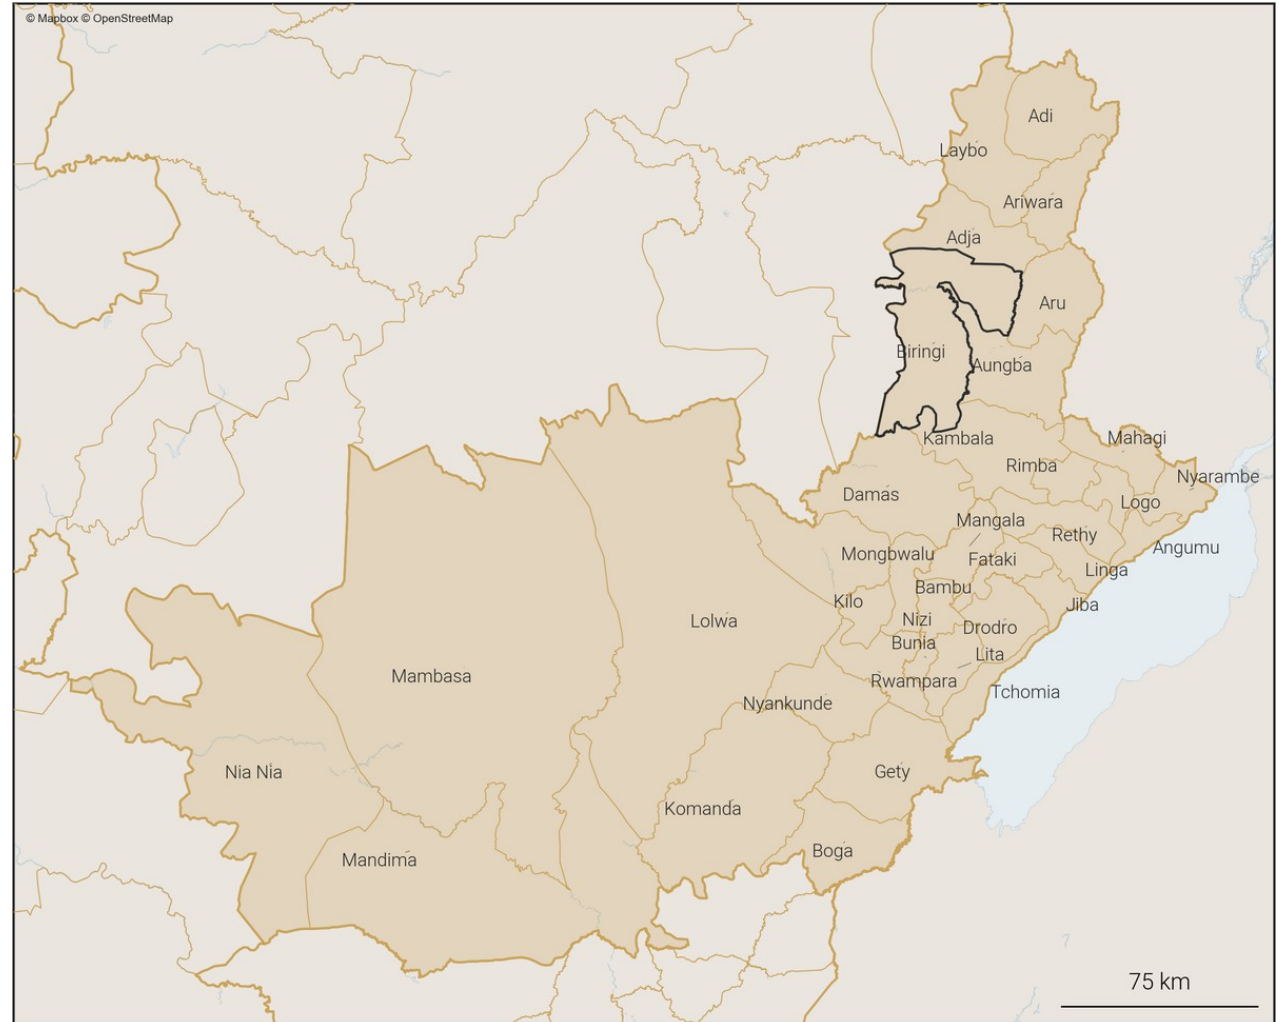 © Mapbox © OpenStreetMap
Adi
Laybo
Ariwara
Adja
Aru
Biringi
Aungba
Kambala
Mahagi
Rimba
Nyarambe
Damas
Logo
Mangala
Rethy
Angumu
Mongbwalu
Fataki
Linga
Bambu
Kilo
Jiba
Nizi
Lolwa
Drodro
Bunia
Lita
Mambasa
Rwampara
Tchomia
Nyankunde
Nia Nia
Gety
Komanda
Boga
Mandima
75 km